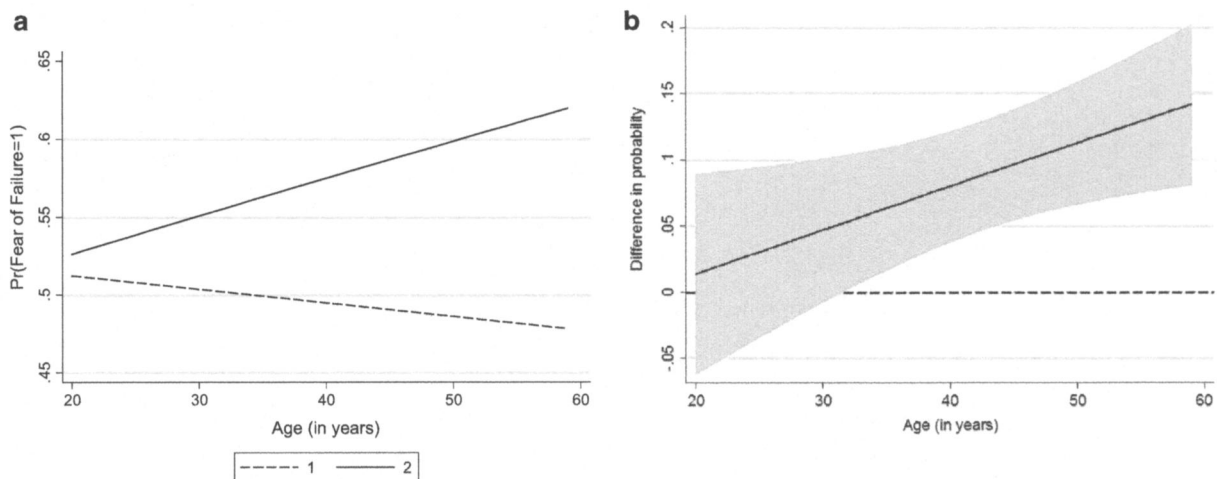 a
Pr(Fear of Failure=1)
.65
.6
.55
.5
.45
20 30 40 50 60
Age (in years)
1 2
b
Difference in probability
.2
.15
.1
.05
0
-.05
20 30 40 50 60
Age (in years)